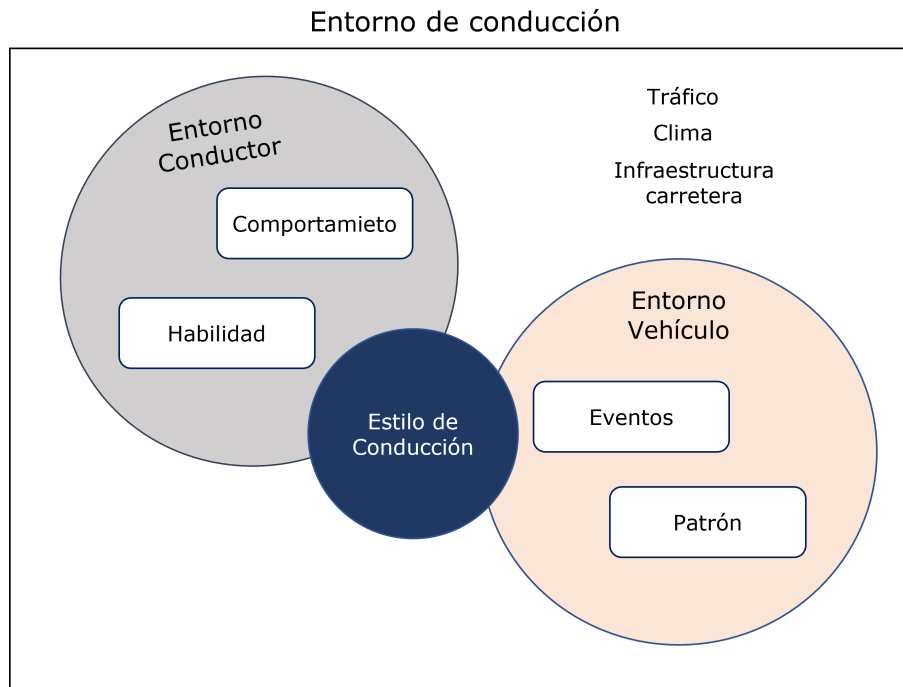 Entorno de conducción
Entorno
Conductor
Comportamieto
Habilidad
Estilo de
Conducción
Tráfico
Clima
Infraestructura
carretera
Entorno
Vehículo
Eventos
Patrón